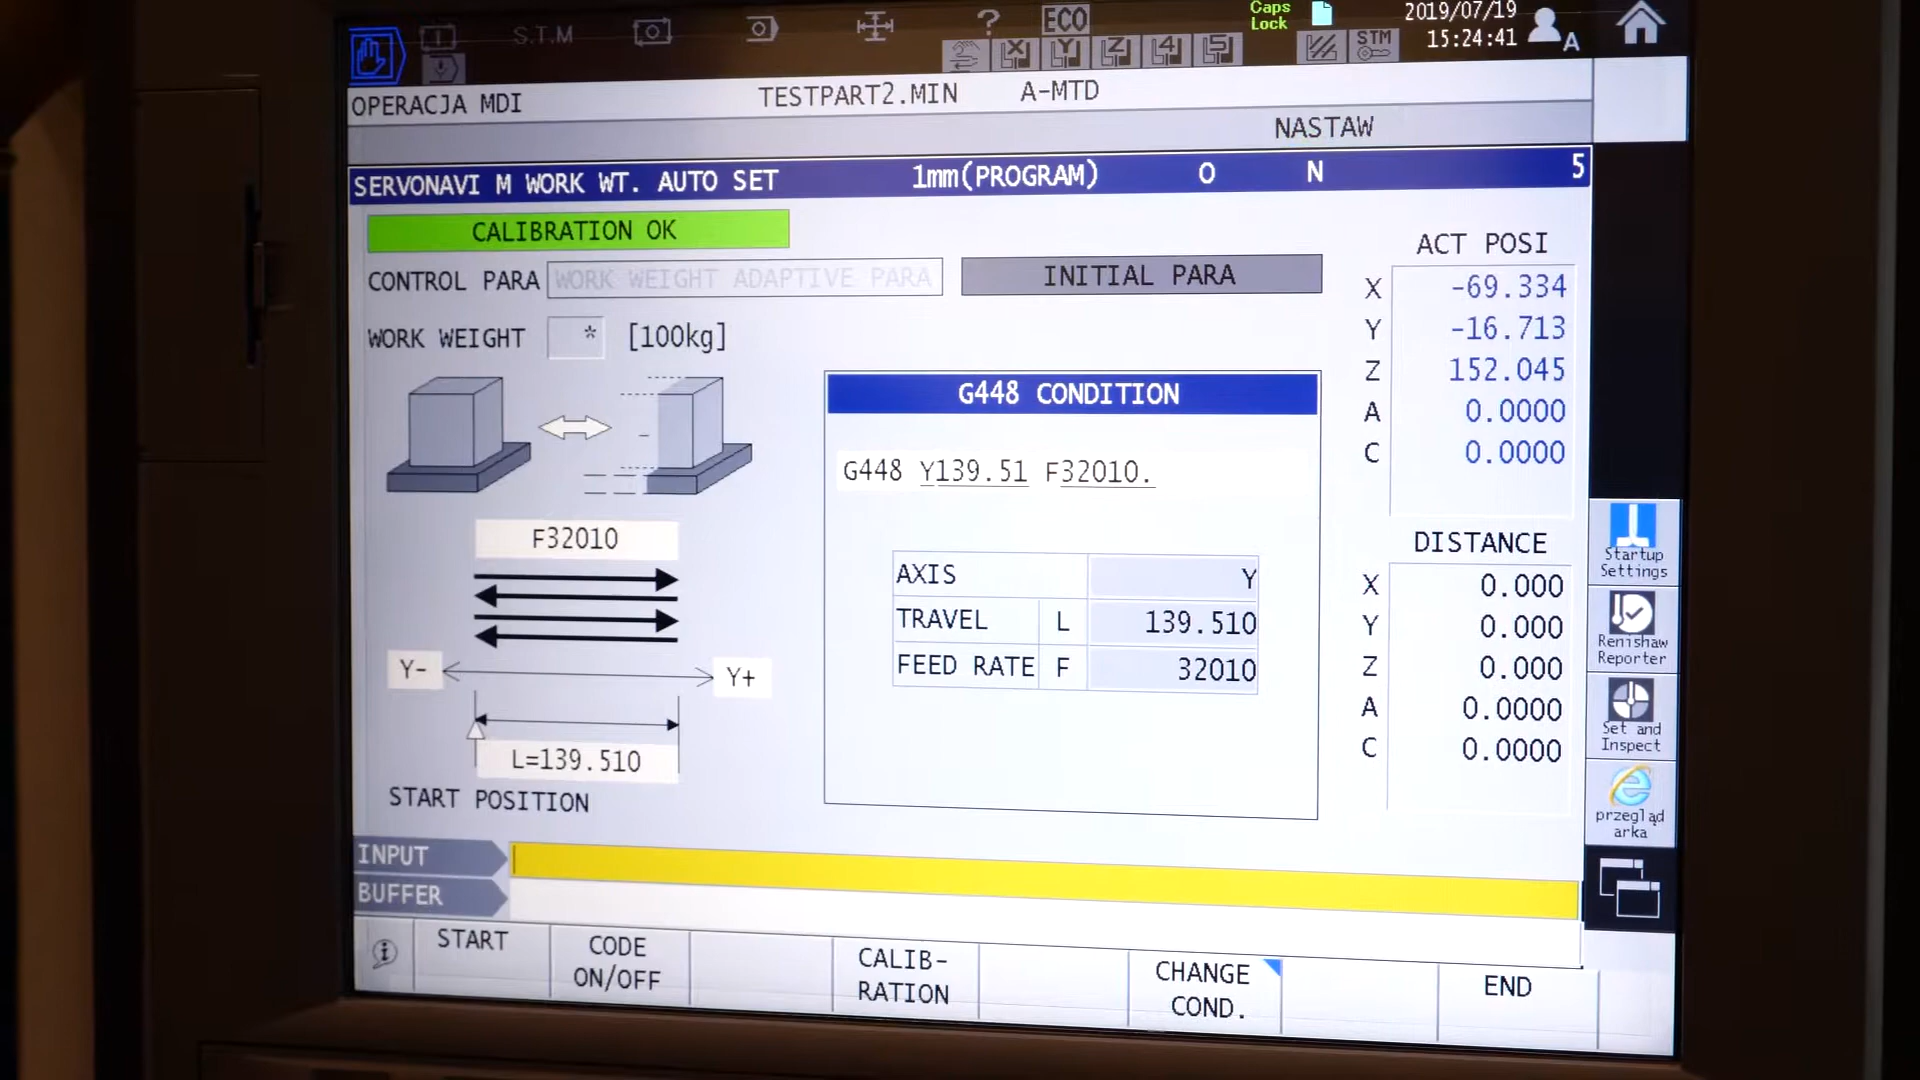 S.T.M
?
ECO
Caps Lock
2019/07/19
15:24:41
A
X Y Z 4 5
STM
OPERACJA MDI
TESTPART2.MIN A-MTD
NASTAW
SERVONAVI M WORK WT. AUTO SET 1mm(PROGRAM) O N 5
CALIBRATION OK
CONTROL PARA WORK WEIGHT ADAPTIVE PARA INITIAL PARA
WORK WEIGHT * [100kg]
F32010
Y- Y+
L=139.510
START POSITION
G448 CONDITION
G448 Y139.51 F32010.
AXIS Y
TRAVEL L 139.510
FEED RATE F 32010
ACT POSI
X -69.334
Y -16.713
Z 152.045
A 0.0000
C 0.0000
DISTANCE
X 0.000
Y 0.000
Z 0.000
A 0.0000
C 0.0000
Startup
Settings
Renishaw
Reporter
Set and
Inspect
przegląd
arka
INPUT
BUFFER
START
CODE
ON/OFF
CALIB-
RATION
CHANGE
COND.
END